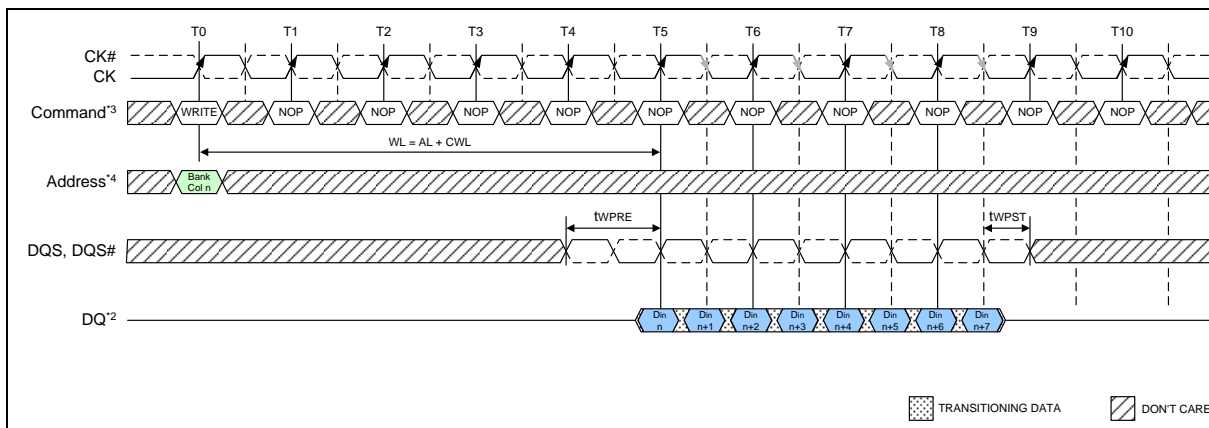 T0 T1 T2 T3 T4 T5 T6 T7 T8 T9 T10
CK#
CK
Command*3 WRITE NOP NOP NOP NOP NOP NOP NOP NOP NOP NOP
WL = AL + CWL
Address*4 Bank
Col n
tWPRE tWPST
DQS, DQS#
DQ*2 Din Din Din Din Din Din Din Din
n n+1 n+2 n+3 n+4 n+5 n+6 n+7
TRANSITIONING DATA DON'T CARE